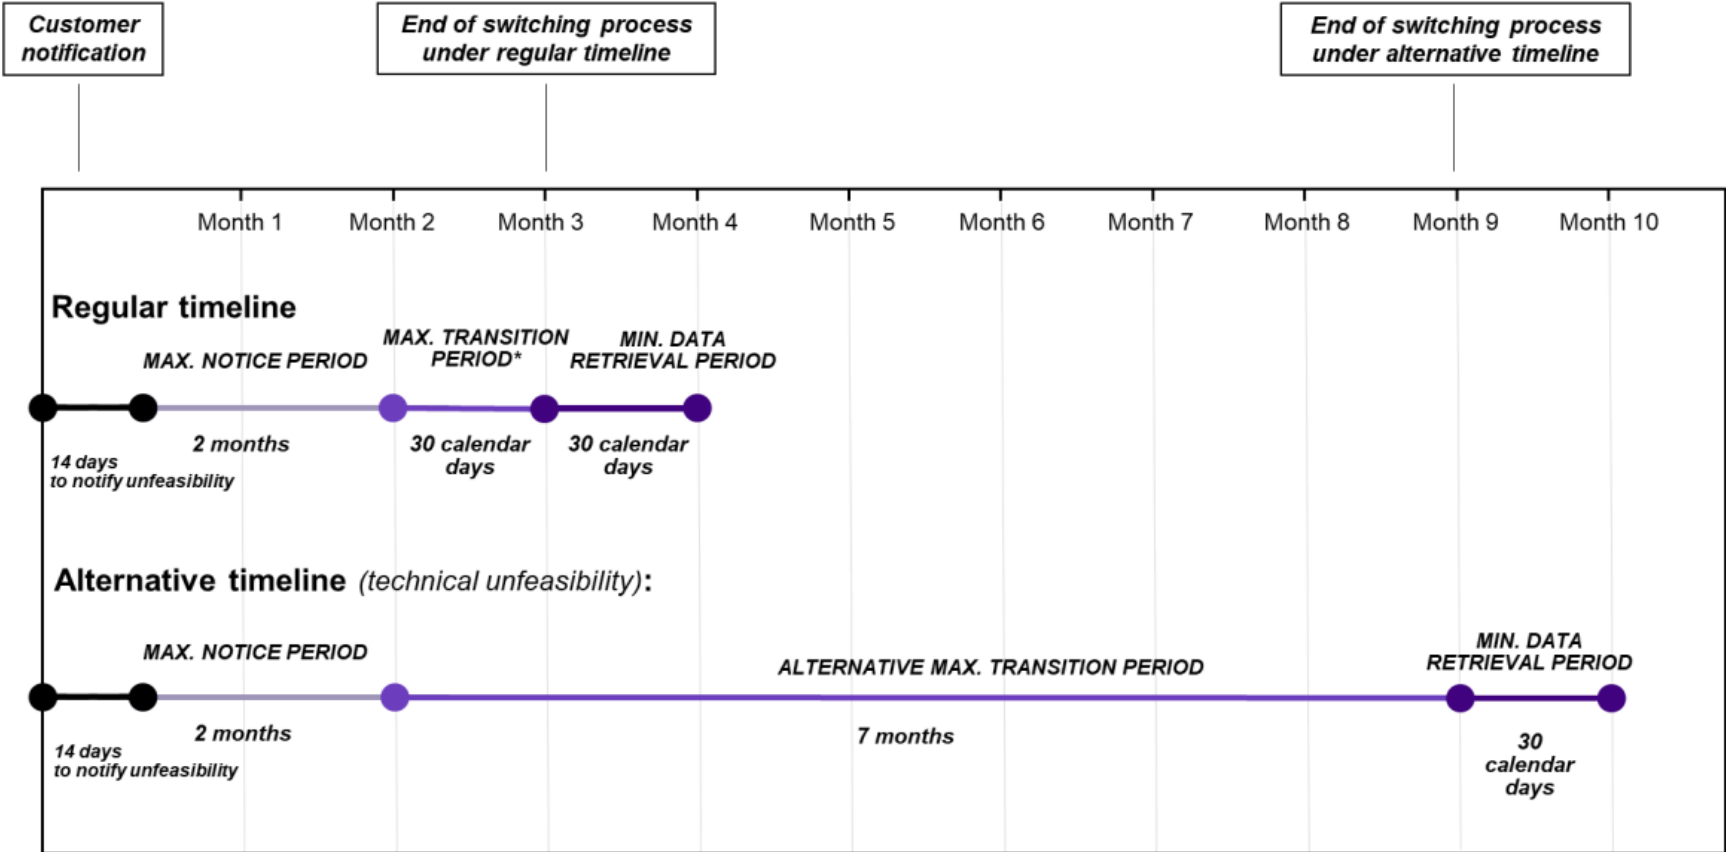 Customer
notification
End of switching process
under regular timeline
End of switching process
under alternative timeline
Month 1
Month 2
Month 3
Month 4
Month 5
Month 6
Month 7
Month 8
Month 9
Month 10
Regular timeline
MAX. NOTICE PERIOD
MAX. TRANSITION
PERIOD*
MIN. DATA
RETRIEVAL PERIOD
14 days
to notify unfeasibility
2 months
30 calendar
days
30 calendar
days
Alternative timeline (technical unfeasibility):
MAX. NOTICE PERIOD
ALTERNATIVE MAX. TRANSITION PERIOD
MIN. DATA
RETRIEVAL PERIOD
14 days
to notify unfeasibility
2 months
7 months
30
calendar
days